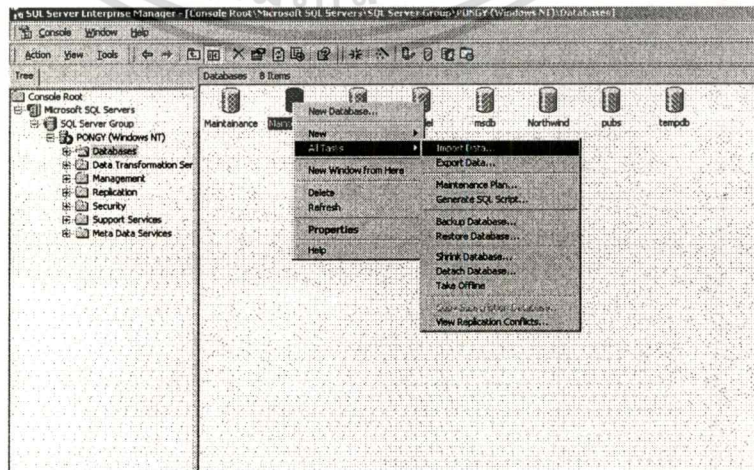 SQL Server Enterprise Manager - [Console Root\Microsoft SQL Servers\SQL Server Group\PONGY (Windows NT)\Databases]
Console Window Help
Action View Tools
Tree
Databases 8 Items
Console Root
Microsoft SQL Servers
SQL Server Group
PONGY (Windows NT)
Databases
Data Transformation Ser
Management
Replication
Security
Support Services
Meta Data Services
Maintainance
msdb
Northwind
pubs
tempdb
New Database...
New
All Tasks
New Window from Here
Delete
Refresh
Properties
Help
Import Data...
Export Data...
Maintenance Plan...
Generate SQL Script...
Backup Database...
Restore Database...
Shrink Database...
Detach Database...
Take Offline
View Replication Conflicts...